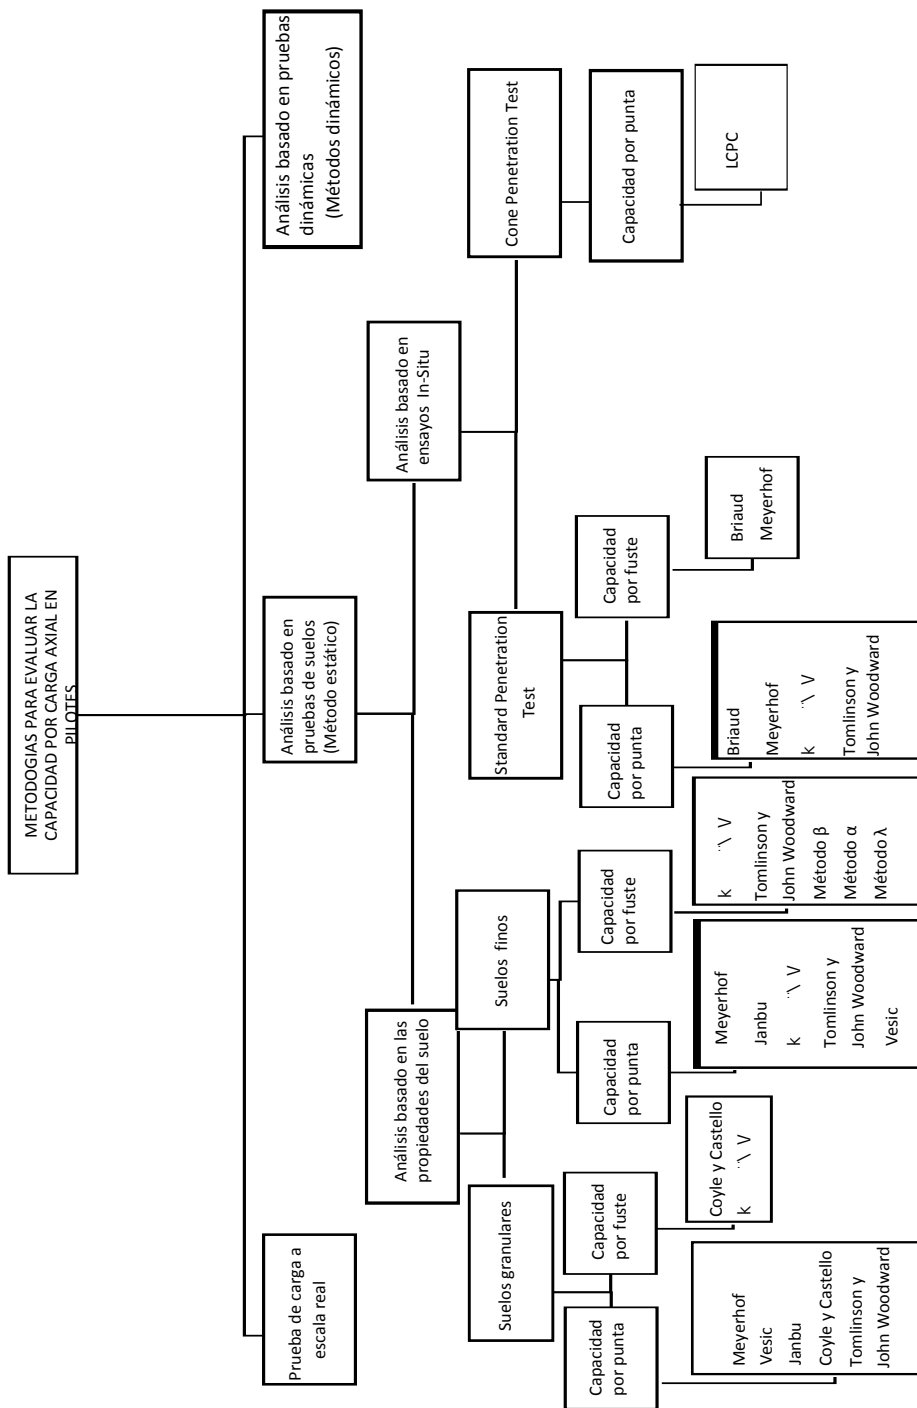 METODOGIAS PARA EVALUAR LA
CAPACIDAD POR CARGA AXIAL EN
PILOTES
Prueba de carga a
escala real
Análisis basado en
pruebas de suelos
(Método estático)
Análisis basado en pruebas
dinámicas
(Métodos dinámicos)
Análisis basado en las
propiedades del suelo
Análisis basado en
ensayos In-Situ
Suelos granulares
Suelos finos
Standard Penetration
Test
Cone Penetration Test
Capacidad
por punta
Capacidad
por fuste
Capacidad
por punta
Capacidad
por fuste
Capacidad
por punta
Capacidad
por fuste
Capacidad por punta
Meyerhof
Vesic
Janbu
Coyle y Castello
Tomlinson y
John Woodward
Coyle y Castello
k ¨\ V
Meyerhof
Janbu
k ¨\ V
Tomlinson y
John Woodward
Vesic
k ¨\ V
Tomlinson y
John Woodward
Método β
Método α
Método λ
Briaud
Meyerhof
k ¨\ V
Tomlinson y
John Woodward
Briaud
Meyerhof
LCPC